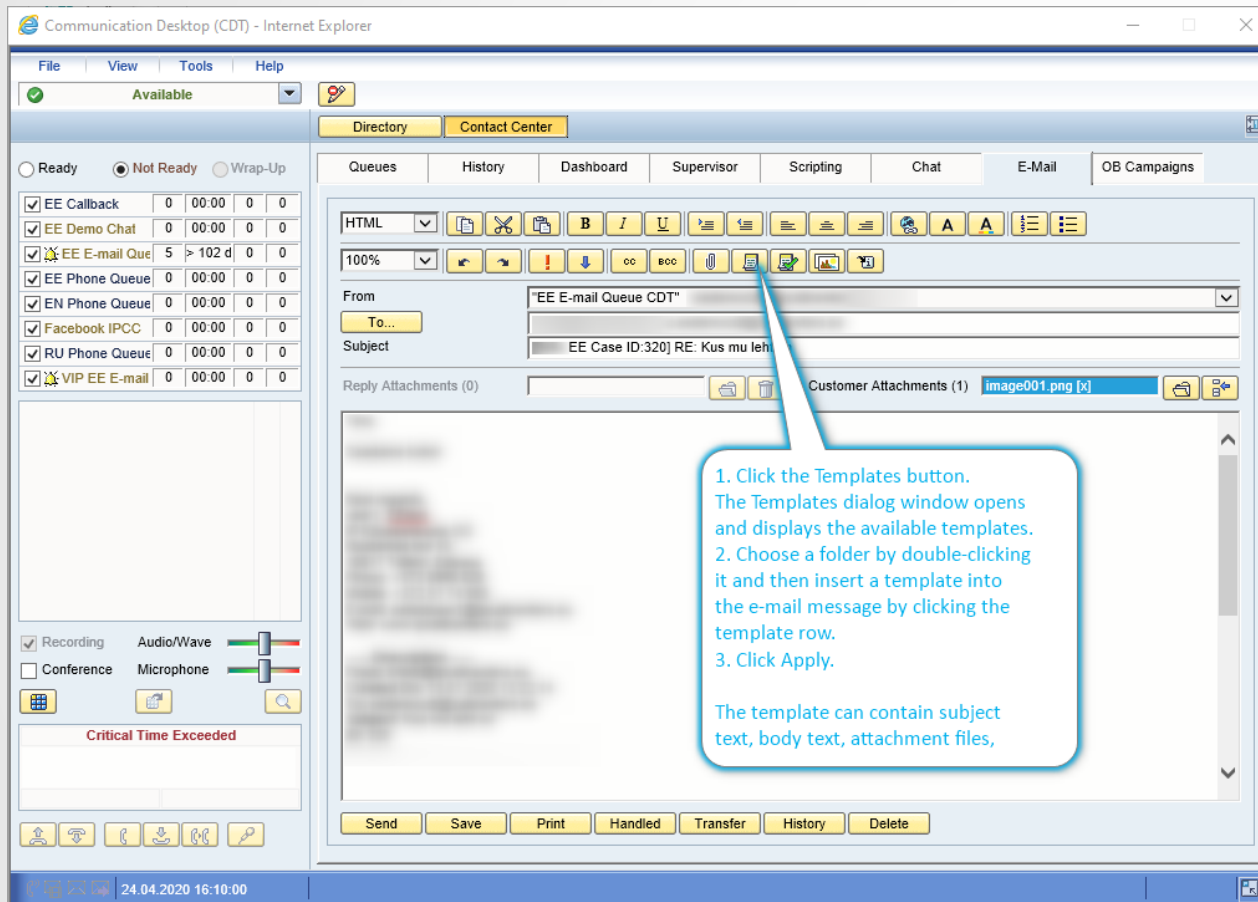 Communication Desktop (CDT) - Internet Explorer
File View Tools Help
Available
Directory Contact Center
Ready Not Ready Wrap-Up
Queues History Dashboard Supervisor Scripting Chat E-Mail OB Campaigns
EE Callback 0 00:00 0 0
EE Demo Chat 0 00:00 0 0
EE E-mail Que 5 > 102 d 0 0
EE Phone Queue 0 00:00 0 0
EN Phone Queue 0 00:00 0 0
Facebook IPCC 0 00:00 0 0
RU Phone Queue 0 00:00 0 0
VIP EE E-mail 0 00:00 0 0
Recording Audio/Wave
Conference Microphone
Critical Time Exceeded
HTML B I U A A
100% CC BCC
From "EE E-mail Queue CDT"
To...
Subject EE Case ID:320] RE: Kus mu
Reply Attachments (0) Customer Attachments (1) image001.png [x]
1. Click the Templates button.
The Templates dialog window opens
and displays the available templates.
2. Choose a folder by double-clicking
it and then insert a template into
the e-mail message by clicking the
template row.
3. Click Apply.
The template can contain subject
text, body text, attachment files,
Send Save Print Handled Transfer History Delete
24.04.2020 16:10:00